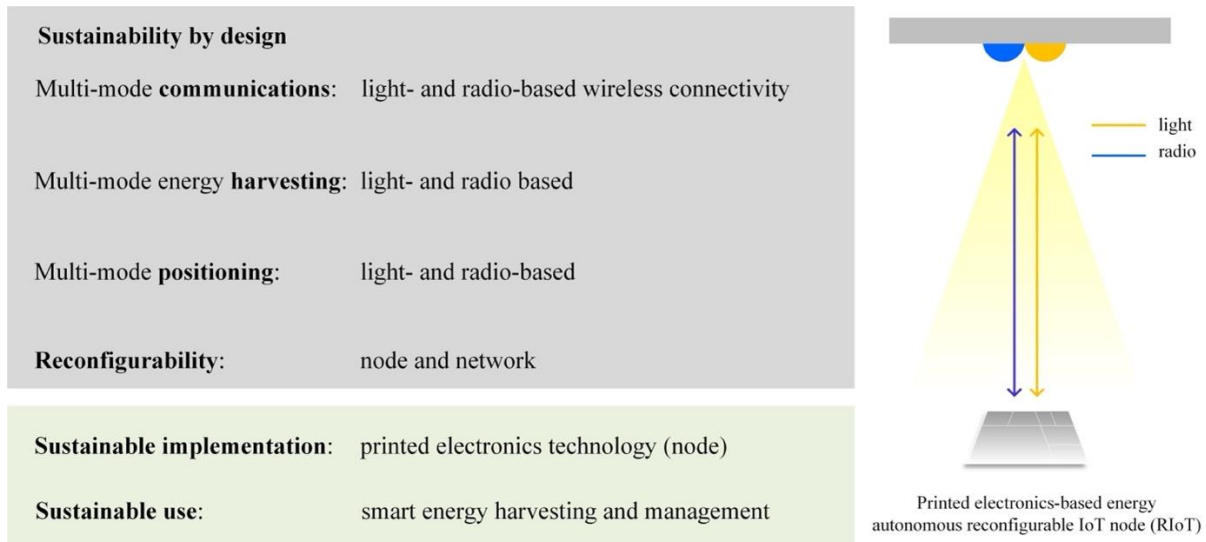 Sustainability by design
Multi-mode communications: light- and radio-based wireless connectivity
Multi-mode energy harvesting: light- and radio based
Multi-mode positioning: light- and radio-based
Reconfigurability: node and network
Sustainable implementation: printed electronics technology (node)
Sustainable use: smart energy harvesting and management
light
radio
Printed electronics-based energy
autonomous reconfigurable IoT node (RIoT)